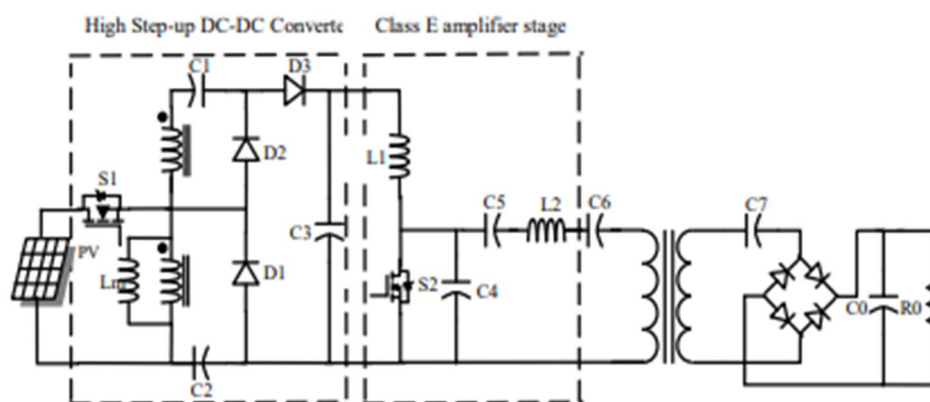 High Step-up DC-DC Converte
Class E amplifier stage
C1
D3
D2
L1
S1
C5
L2
C6
C7
PV
Lm
C3
D1
S2
C4
C0
R0
C2